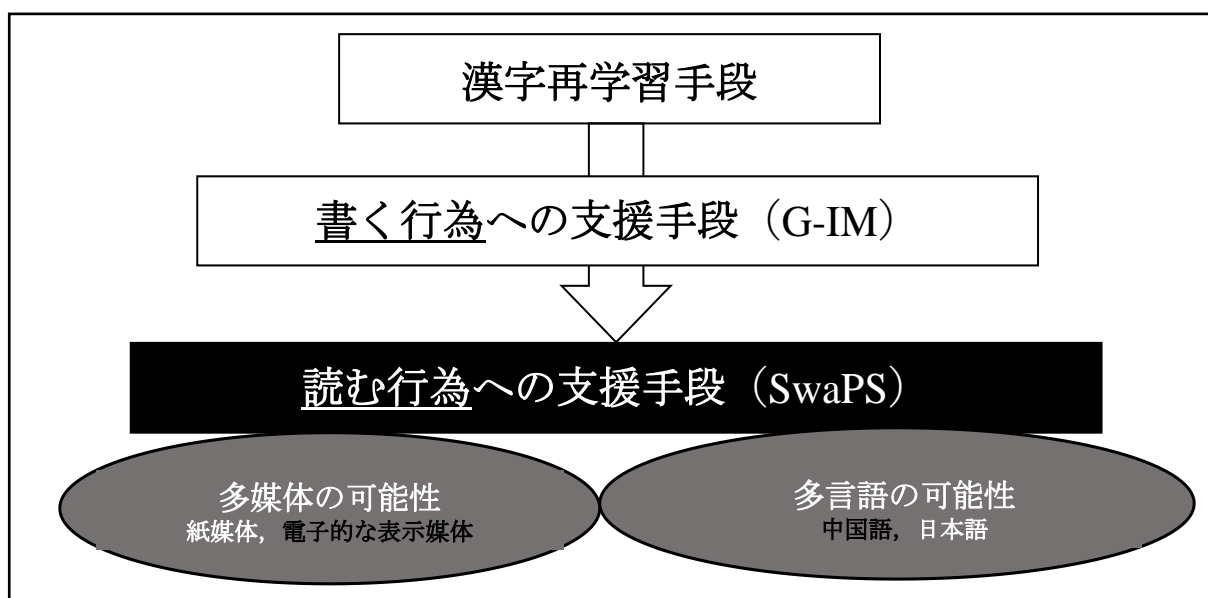 漢字再学習手段
書く行為への支援手段（G-IM）
読む行為への支援手段（SwaPS）
多媒体の可能性
紙媒体，電子的な表示媒体
多言語の可能性
中国語，日本語